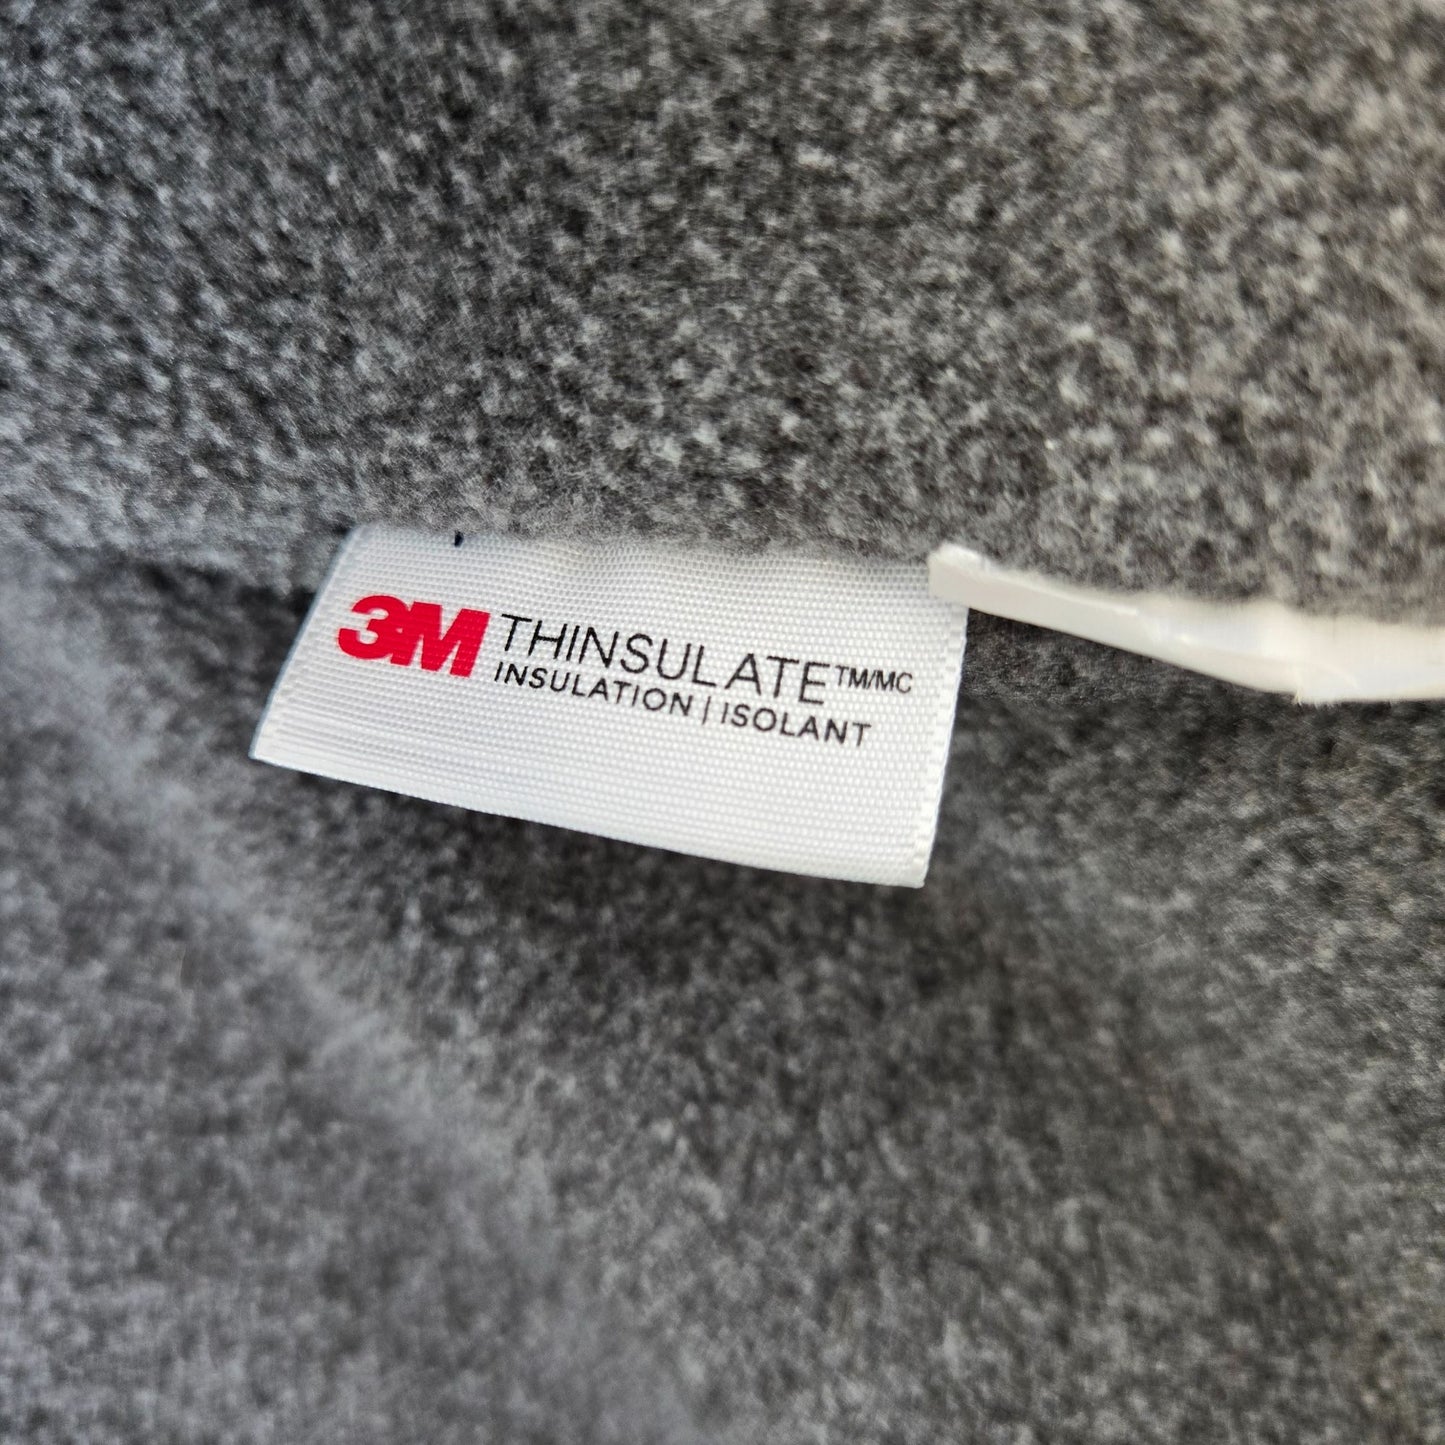 3M THINSULATE™/MC
INSULATION | ISOLANT